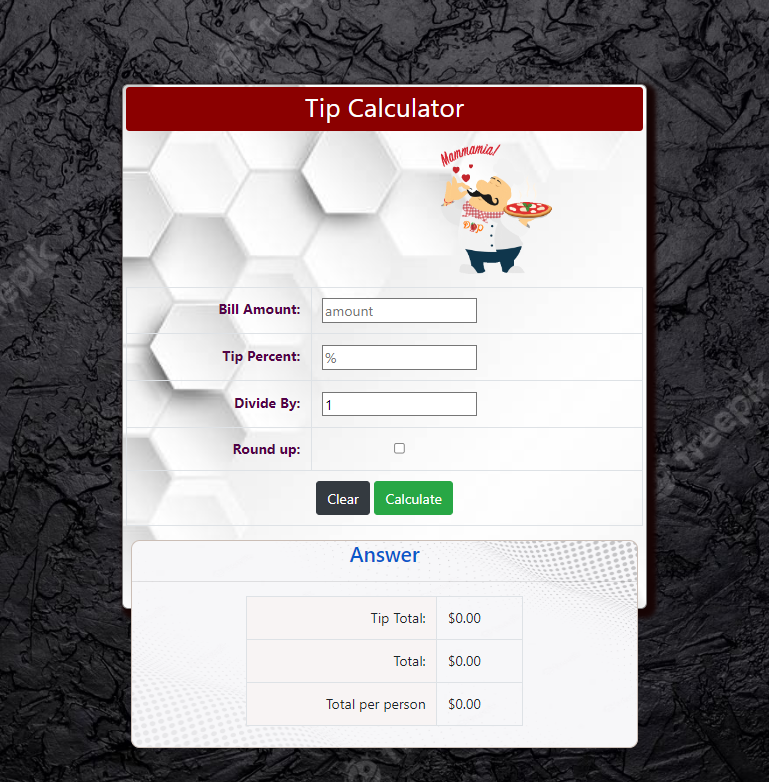 freepik
Tip Calculator
Mammamia!
Bill Amount:
amount
Tip Percent:
%
Divide By:
1
Round up:
Clear
Calculate
Answer
Tip Total:
$0.00
Total:
$0.00
Total per person
$0.00
freepik